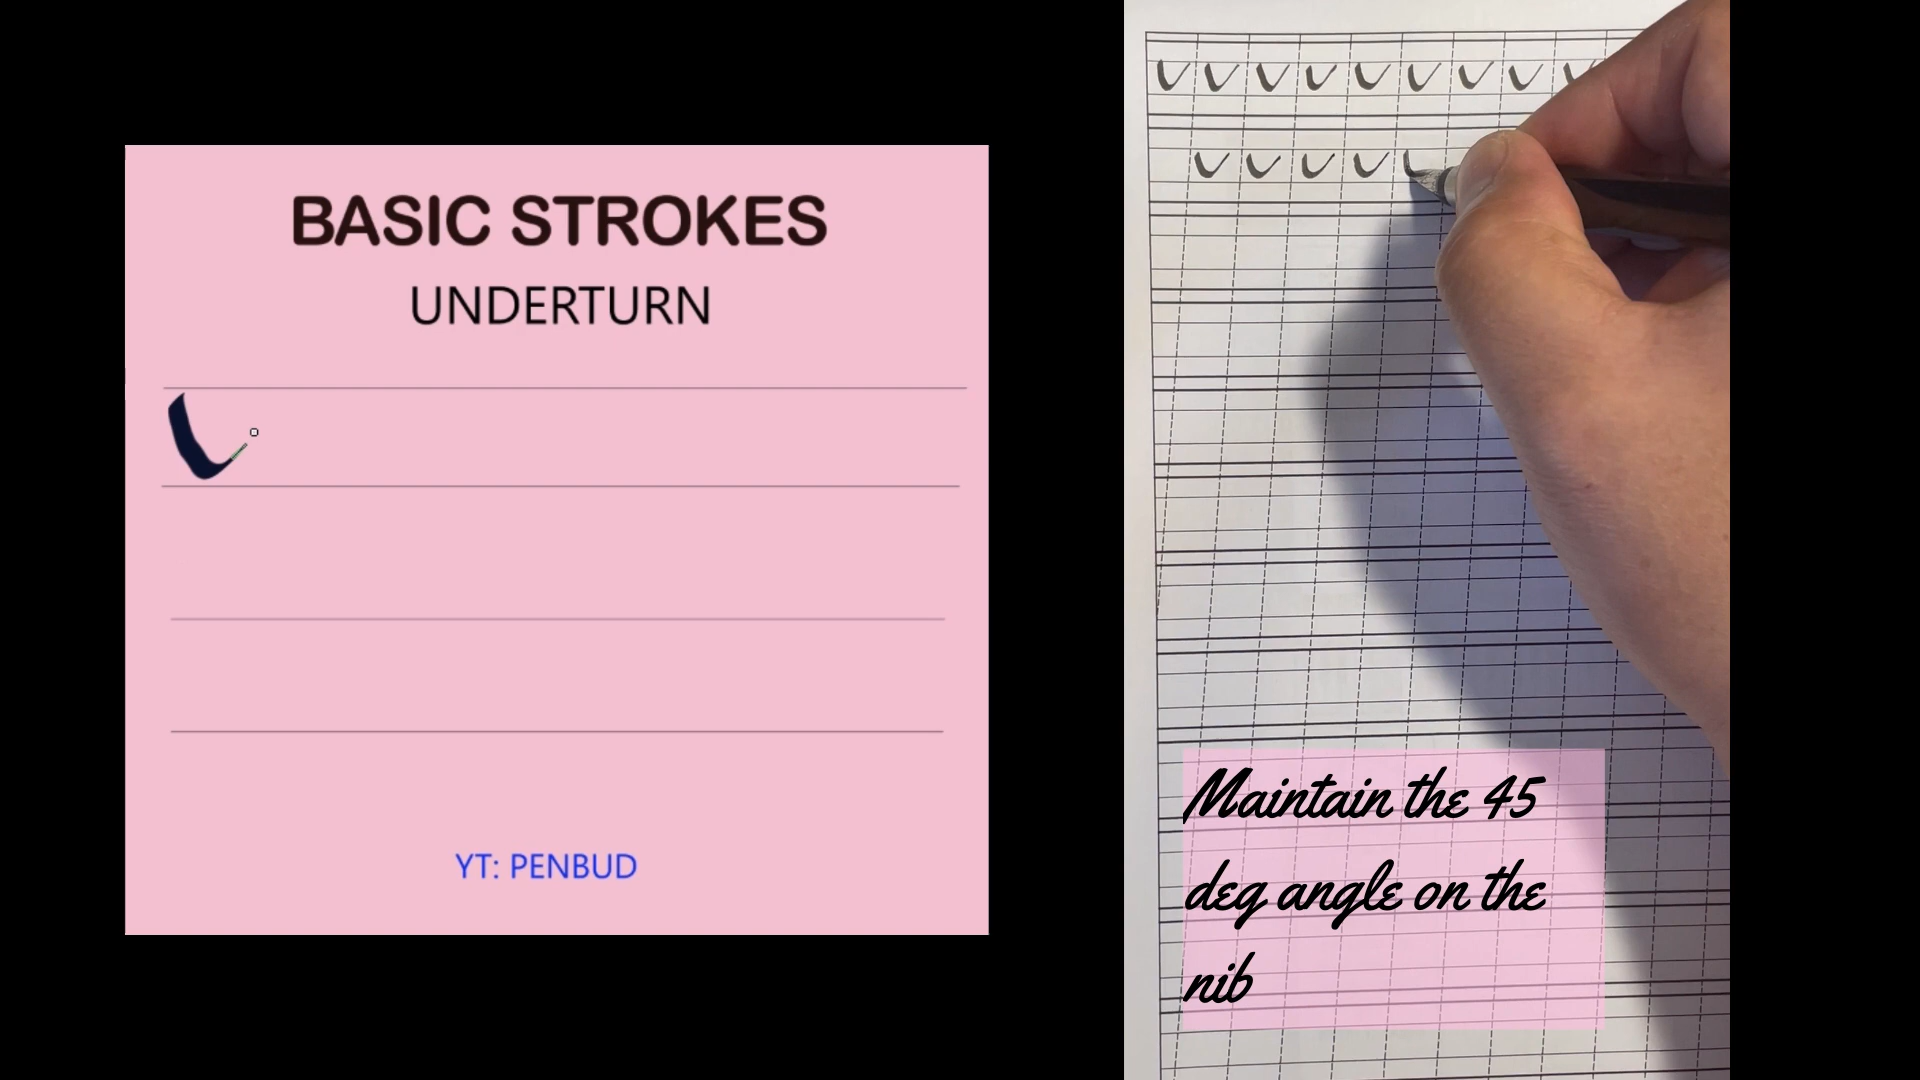 BASIC STROKES
UNDERTURN
YT: PENBUD
Maintain the 45
deg angle on the
nib